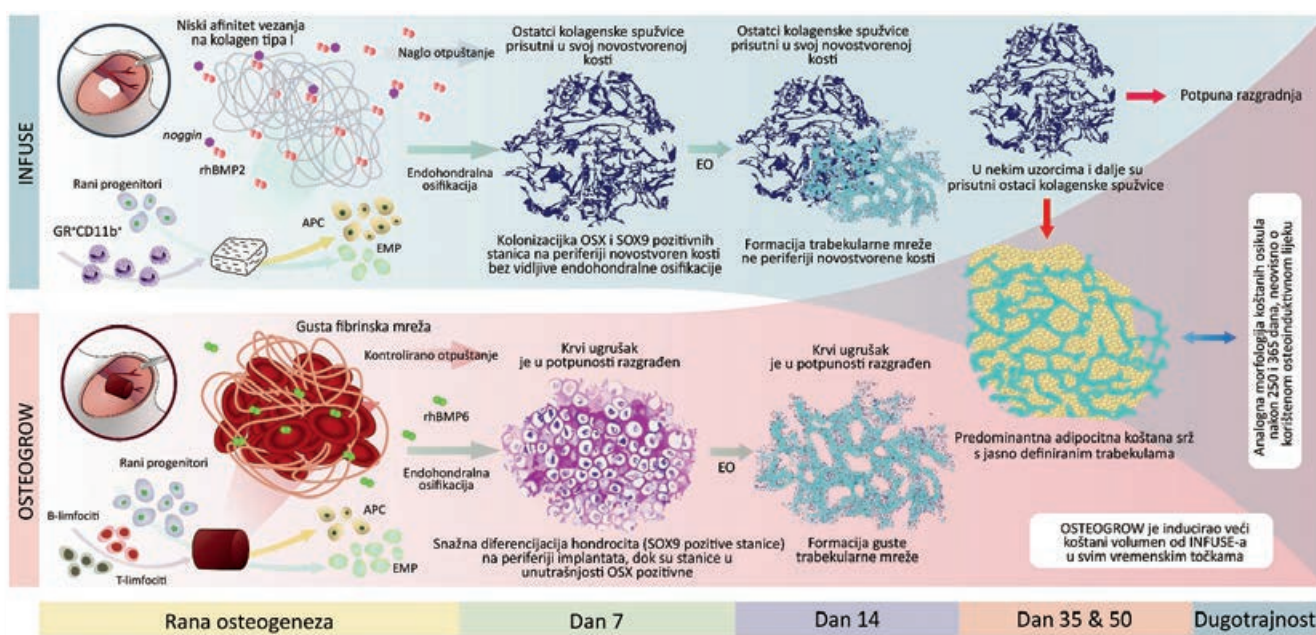 INFUSE
Niski afinitet vezanja
na kolagen tipa I
Naglo otpuštanje
noggin
rhBMP2
Rani progenitori
GR⁺CD11b⁺
APC
EMP
Endohondralna
osifikacija
Ostatci kolagenske spužvice
prisutni u svoj novostvorenoj
kosti
Kolonizacijka OSX i SOX9 pozitivnih
stanica na periferiji novostvoren kosti
bez vidljive endohondralne osifikacije
EO
Ostatci kolagenske spužvice
prisutni u svoj novostvorenoj
kosti
Formacija trabekularne mreže
ne periferiji novostvorene kosti
Potpuna razgradnja
U nekim uzorcima i dalje su
prisutni ostaci kolagenske spužvice
OSTEOGROW
Gusta fibrinska mreža
Kontrolirano otpuštanje
rhBMP6
Rani progenitori
B-limfociti
T-limfociti
APC
EMP
Endohondralna
osifikacija
Krvi ugrušak
je u potpunosti razgrađen
Snažna diferencijacija hondrocita (SOX9 pozitive stanice)
na periferiji implantata, dok su stanice u
unutrašnjosti OSX pozitivne
EO
Krvi ugrušak
je u potpunosti razgrađen
Formacija guste
trabekularne mreže
Predominantna adipocitna koštana srž
s jasno definiranim trabekulama
Analogna morfologija koštanih osikula
nakon 250 i 365 dana, neovisno o
korištenom osteoinduktivnom lijeku
OSTEOGROW je inducirao veći
koštani volumen od INFUSE-a
u svim vremenskim točkama
Rana osteogeneza
Dan 7
Dan 14
Dan 35 & 50
Dugotrajnost